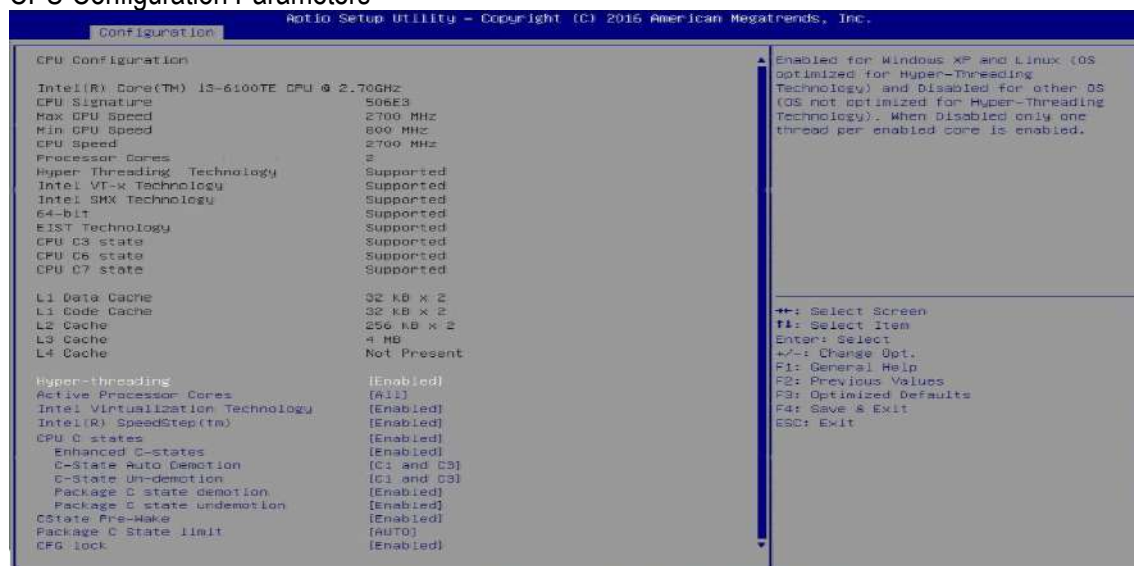 CPU Configuration Parameters
Aptio Setup Utility – Copyright (C) 2016 American Megatrends, Inc.
Configuration
CPU Configuration
Intel(R) Core(TM) i3-6100TE CPU @ 2.70GHz
CPU Signature 506E3
Max CPU Speed 2700 MHz
Min CPU Speed 800 MHz
CPU Speed 2700 MHz
Processor Cores 2
Hyper Threading Technology Supported
Intel VT-x Technology Supported
Intel SMX Technology Supported
64-bit Supported
EIST Technology Supported
CPU C3 state Supported
CPU C6 state Supported
CPU C7 state Supported
L1 Data Cache 32 KB x 2
L1 Code Cache 32 KB x 2
L2 Cache 256 KB x 2
L3 Cache 4 MB
L4 Cache Not Present
Hyper-threading [Enabled]
Active Processor Cores [All]
Intel Virtualization Technology [Enabled]
Intel(R) SpeedStep(tm) [Enabled]
CPU C states [Enabled]
Enhanced C-states [Enabled]
C-State Auto Demotion [C1 and C3]
C-State Un-demotion [C1 and C3]
Package C state demotion [Enabled]
Package C state undemotion [Enabled]
CState Pre-Wake [Enabled]
Package C State limit [AUTO]
CFG lock [Enabled]
Enabled for Windows XP and Linux (OS
optimized for Hyper-Threading
Technology) and Disabled for other OS
(OS not optimized for Hyper-Threading
Technology). When Disabled only one
thread per enabled core is enabled.
→←: Select Screen
↑↓: Select Item
Enter: Select
+/-: Change Opt.
F1: General Help
F2: Previous Values
F3: Optimized Defaults
F4: Save & Exit
ESC: Exit